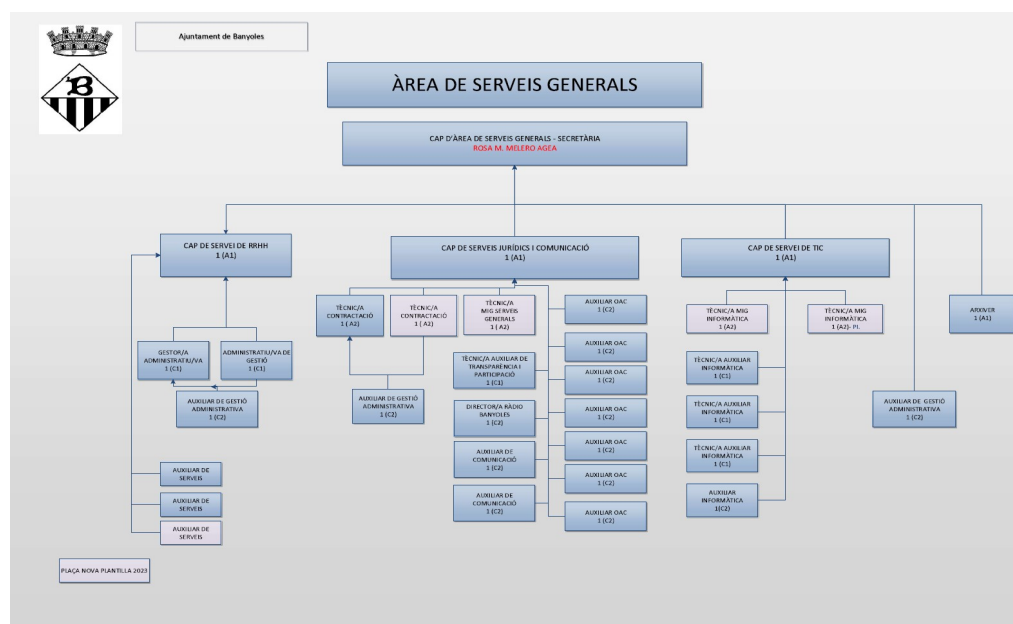 Ajuntament de Banyoles
B
ÀREA DE SERVEIS GENERALS
CAP D'ÀREA DE SERVEIS GENERALS - SECRETÀRIA
ROSA M. MELERO AGEA
CAP DE SERVEI DE RRHH
1 (A1)
CAP DE SERVEIS JURÍDICS I COMUNICACIÓ
1 (A1)
CAP DE SERVEI DE TIC
1 (A1)
ARXIVER
1 (A1)
GESTOR/A
ADMINISTRATIU/VA
1 (C1)
ADMINISTRATIU/VA DE
GESTIÓ
1 (C1)
AUXILIAR DE GESTIÓ
ADMINISTRATIVA
1 (C2)
AUXILIAR DE
SERVEIS
AUXILIAR DE
SERVEIS
AUXILIAR DE
SERVEIS
TÈCNIC/A
CONTRACTACIÓ
1 ( A2)
TÈCNIC/A
CONTRACTACIÓ
1 ( A2)
TÈCNIC/A
MIG SERVEIS
GENERALS
1 ( A2)
AUXILIAR DE GESTIÓ
ADMINISTRATIVA
1 (C2)
TÈCNIC/A AUXILIAR DE
TRANSPARÈNCIA I
PARTICIPACIÓ
1 (C1)
DIRECTOR/A RÀDIO
BANYOLES
1 (C2)
AUXILIAR DE
COMUNICACIÓ
1 (C2)
AUXILIAR DE
COMUNICACIÓ
1 (C2)
AUXILIAR OAC
1 (C2)
AUXILIAR OAC
1 (C2)
AUXILIAR OAC
1 (C2)
AUXILIAR OAC
1 (C2)
AUXILIAR OAC
1 (C2)
AUXILIAR OAC
1 (C2)
AUXILIAR OAC
1 (C2)
TÈCNIC/A MIG
INFORMÀTICA
1 (A2)
TÈCNIC/A MIG
INFORMÀTICA
1 (A2)- PI.
TÈCNIC/A AUXILIAR
INFORMÀTICA
1 (C1)
TÈCNIC/A AUXILIAR
INFORMÀTICA
1 (C1)
TÈCNIC/A AUXILIAR
INFORMÀTICA
1 (C1)
AUXILIAR
INFORMÀTICA
1(C2)
AUXILIAR DE GESTIÓ
ADMINISTRATIVA
1 (C2)
PLAÇA NOVA PLANTILLA 2023